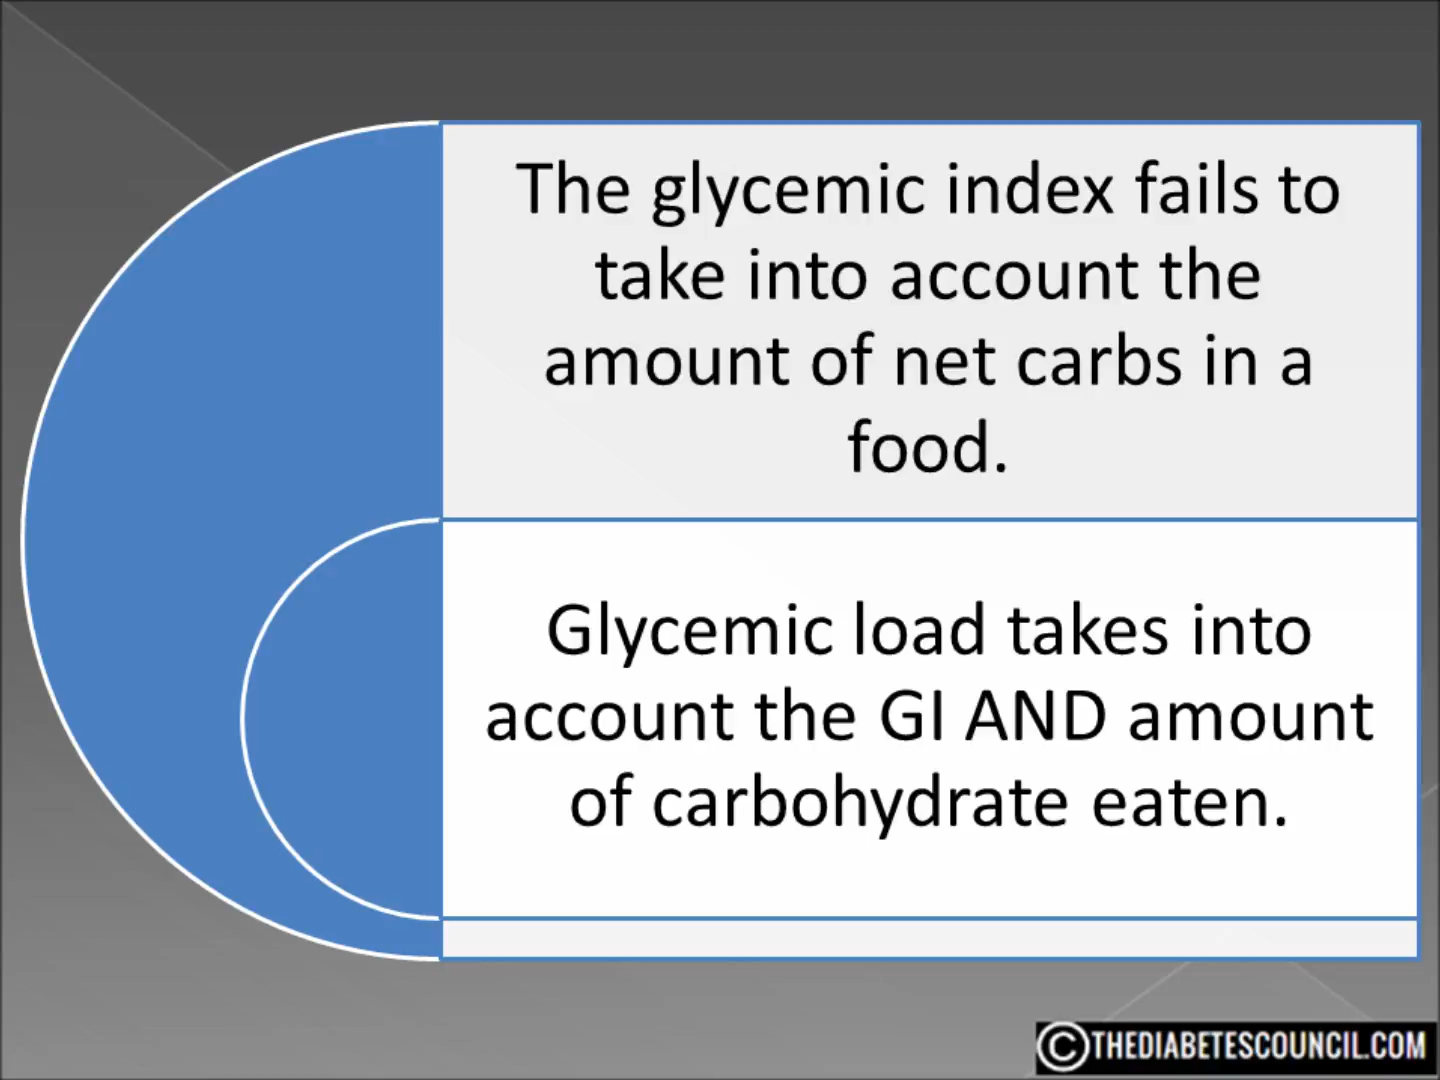 The glycemic index fails to
take into account the
amount of net carbs in a
food.
Glycemic load takes into
account the GI AND amount
of carbohydrate eaten.
©THEDIABETESCOUNCIL.COM